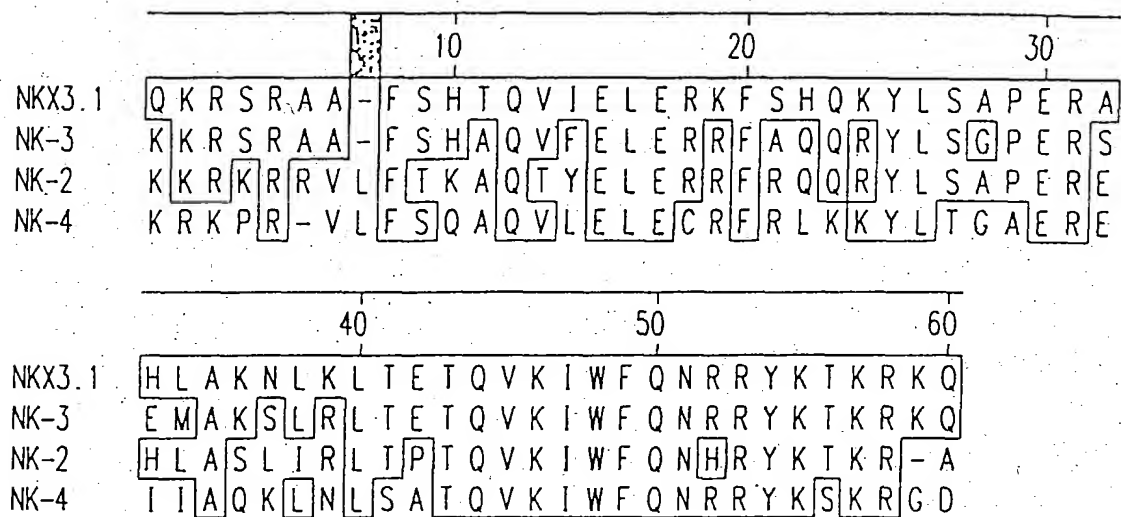 10 20 30
NKX3.1 Q K R S R A A - F S H T Q V I E L E R K F S H Q K Y L S A P E R A
NK-3 K K R S R A A - F S H A Q V F E L E R R F A Q Q R Y L S G P E R S
NK-2 K K R K R R V L F T K A Q T Y E L E R R F R Q Q R Y L S A P E R E
NK-4 K R K P R - V L F S Q A Q V L E L E C R F R L K K Y L T G A E R E
40 50 60
NKX3.1 H L A K N L K L T E T Q V K I W F Q N R R Y K T K R K Q
NK-3 E M A K S L R L T E T Q V K I W F Q N R R Y K T K R K Q
NK-2 H L A S L I R L T P T Q V K I W F Q N H R Y K T K R - A
NK-4 I I A Q K L N L S A T Q V K I W F Q N R R Y K S K R G D